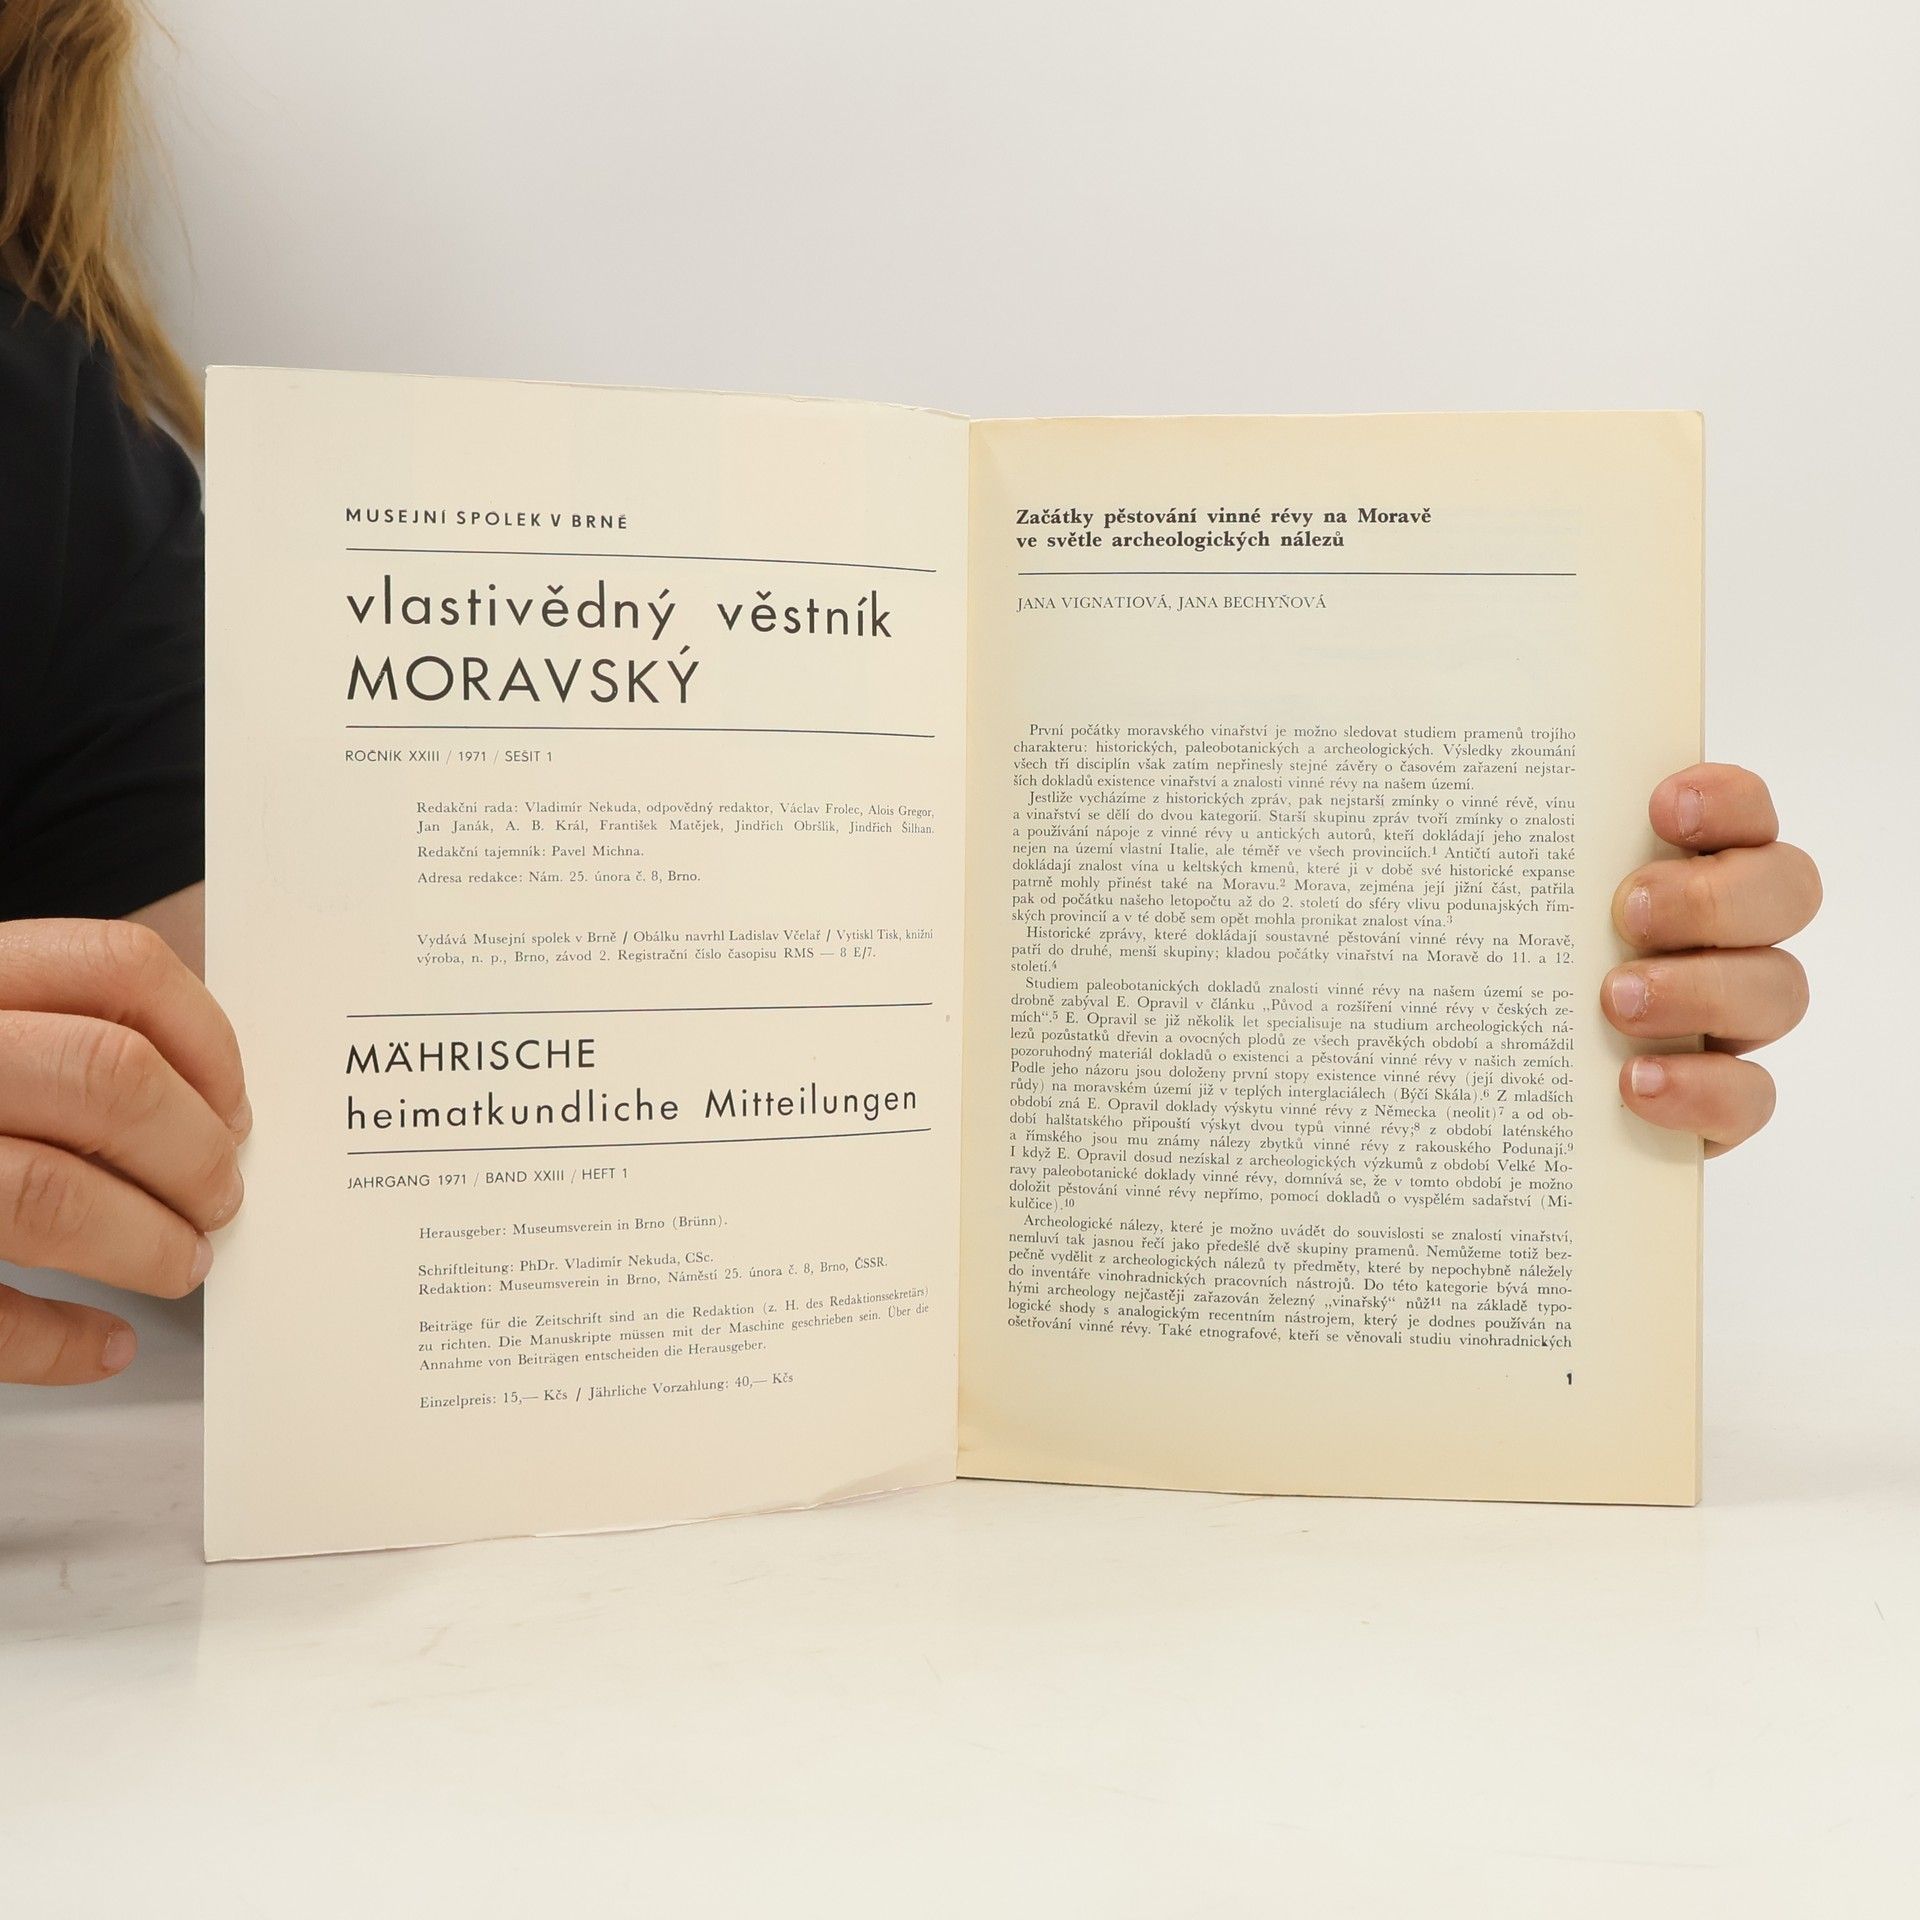 MUSEJNÍ SPOLEK V BRNĚ
vlastivědný věstník
MORAVSKÝ
ROČNÍK XXIII / 1971 / SEŠIT 1
Redakční rada: Vladimír Nekuda, odpovědný redaktor, Václav Frolec, Alois Gregor,
Jan Janák, A. B. Král, František Matějek, Jindřich Obršlík, Jindřich Šilhan.
Redakční tajemník: Pavel Michna.
Adresa redakce: Nám. 25. února č. 8, Brno.
Vydává Musejní spolek v Brně / Obálku navrhl Ladislav Včelař / Vytiskl Tisk, knižní
výroba, n. p., Brno, závod 2. Registrační číslo časopisu RMS — 8 E/7.
MÄHRISCHE
heimatkundliche Mitteilungen
JAHRGANG 1971 / BAND XXIII / HEFT 1
Herausgeber: Museumsverein in Brno (Brünn).
Schriftleitung: PhDr. Vladimír Nekuda, CSc.
Redaktion: Museumsverein in Brno, Náměstí 25. února č. 8, Brno, ČSSR.
Beiträge für die Zeitschrift sind an die Redaktion (z. H. des Redaktionssekretärs)
zu richten. Die Manuskripte müssen mit der Maschine geschrieben sein. Über die
Annahme von Beiträgen entscheiden die Herausgeber.
Einzelpreis: 15,— Kčs / Jährliche Vorzahlung: 40,— Kčs
Začátky pěstování vinné révy na Moravě
ve světle archeologických nálezů
JANA VIGNATIOVÁ, JANA BECHYŇOVÁ
První počátky moravského vinařství je možno sledovat studiem pramenů trojího
charakteru: historických, paleobotanických a archeologických. Výsledky zkoumání
všech tří disciplín však zatím nepřinesly stejné závěry o časovém zařazení nejstar-
ších dokladů existence vinařství a znalosti vinné révy na našem území.
Jestliže vycházíme z historických zpráv, pak nejstarší zmínky o vinné révě, vínu
a vinařství se dělí do dvou kategorií. Starší skupinu zpráv tvoří zmínky o znalosti
a používání nápoje z vinné révy u antických autorů, kteří dokládají jeho znalost
nejen na území vlastní Italie, ale téměř ve všech provinciích.¹ Antičtí autoři také
dokládají znalost vína u keltských kmenů, které ji v době své historické expanse
patrně mohly přinést také na Moravu.² Morava, zejména její jižní část, patřila
pak od počátku našeho letopočtu až do 2. století do sféry vlivu podunajských řím-
ských provincií a v té době sem opět mohla pronikat znalost vína.³
Historické zprávy, které dokládají soustavné pěstování vinné révy na Moravě,
patří do druhé, menší skupiny; kladou počátky vinařství na Moravě do 11. a 12.
století.⁴
Studiem paleobotanických dokladů znalosti vinné révy na našem území se po-
drobně zabýval E. Opravil v článku „Původ a rozšíření vinné révy v českých ze-
mích“.⁵ E. Opravil se již několik let specialisuje na studium archeologických ná-
lezů pozůstatků dřevin a ovocných plodů ze všech pravěkých období a shromáždil
pozoruhodný materiál dokladů o existenci a pěstování vinné révy v našich zemích.
Podle jeho názoru jsou doloženy první stopy existence vinné révy (její divoké od-
růdy) na moravském území již v teplých interglaciálech (Býčí Skála).⁶ Z mladších
období zná E. Opravil doklady výskytu vinné révy z Německa (neolit)⁷ a od ob-
dobí halštatského připouští výskyt dvou typů vinné révy;⁸ z období laténského
a římského jsou mu známy nálezy zbytků vinné révy z rakouského Podunají.⁹
I když E. Opravil dosud nezískal z archeologických výzkumů z období Velké Mo-
ravy paleobotanické doklady vinné révy, domnívá se, že v tomto období je možno
doložit pěstování vinné révy nepřímo, pomocí dokladů o vyspělém sadařství (Mi-
kulčice).¹⁰
Archeologické nálezy, které je možno uvádět do souvislosti se znalostí vinařství,
nemluví tak jasnou řečí jako předešlé dvě skupiny pramenů. Nemůžeme totiž bez-
pečně vydělit z archeologických nálezů ty předměty, které by nepochybně náležely
do inventáře vinohradnických pracovních nástrojů. Do této kategorie bývá mno-
hými archeology nejčastěji zařazován železný „vinařský“ nůž¹¹ na základě typo-
logické shody s analogickým recentním nástrojem, který je dodnes používán na
ošetřování vinné révy. Také etnografové, kteří se věnovali studiu vinohradnických
1